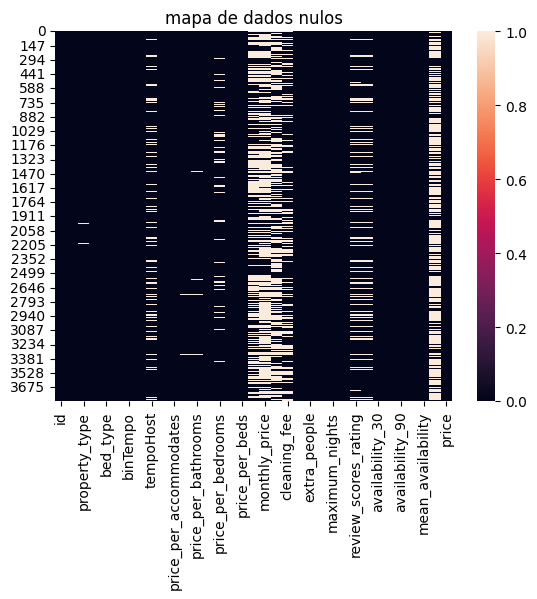 mapa de dados nulos
0
147
294
441
588
735
882
1029
1176
1323
1470
1617
1764
1911
2058
2205
2352
2499
2646
2793
2940
3087
3234
3381
3528
3675
id
property_type
bed_type
binTempo
tempoHost
price_per_accommodates
price_per_bathrooms
price_per_bedrooms
price_per_beds
monthly_price
cleaning_fee
extra_people
maximum_nights
review_scores_rating
availability_30
availability_90
mean_availability
price
1.0
0.8
0.6
0.4
0.2
0.0